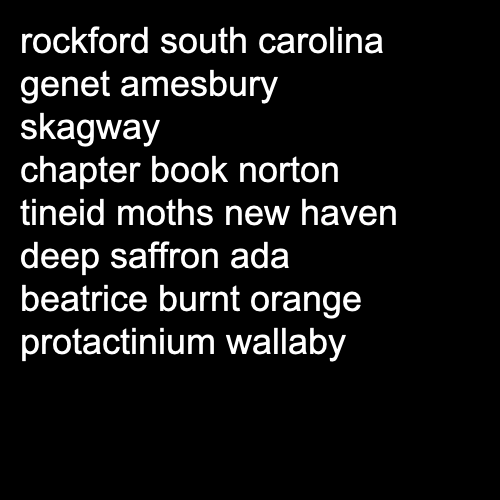 rockford south carolina
genet amesbury
skagway
chapter book norton
tineid moths new haven
deep saffron ada
beatrice burnt orange
protactinium wallaby